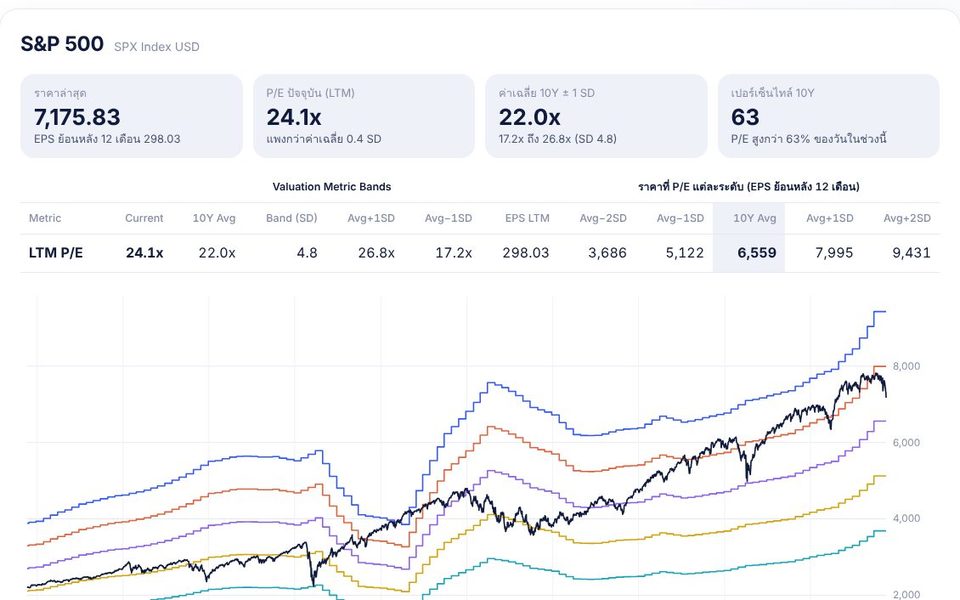 S&P 500 SPX Index USD
ราคาล่าสุด
7,175.83
EPS ย้อนหลัง 12 เดือน 298.03
P/E ปัจจุบัน (LTM)
24.1x
แพงกว่าค่าเฉลี่ย 0.4 SD
ค่าเฉลี่ย 10Y ± 1 SD
22.0x
17.2x ถึง 26.8x (SD 4.8)
เปอร์เซ็นไทล์ 10Y
63
P/E สูงกว่า 63% ของวันในช่วงนี้
Valuation Metric Bands ราคาที่ P/E แต่ละระดับ (EPS ย้อนหลัง 12 เดือน)
Metric Current 10Y Avg Band (SD) Avg+1SD Avg−1SD EPS LTM Avg−2SD Avg−1SD 10Y Avg Avg+1SD Avg+2SD
LTM P/E 24.1x 22.0x 4.8 26.8x 17.2x 298.03 3,686 5,122 6,559 7,995 9,431
8,000
6,000
4,000
2,000